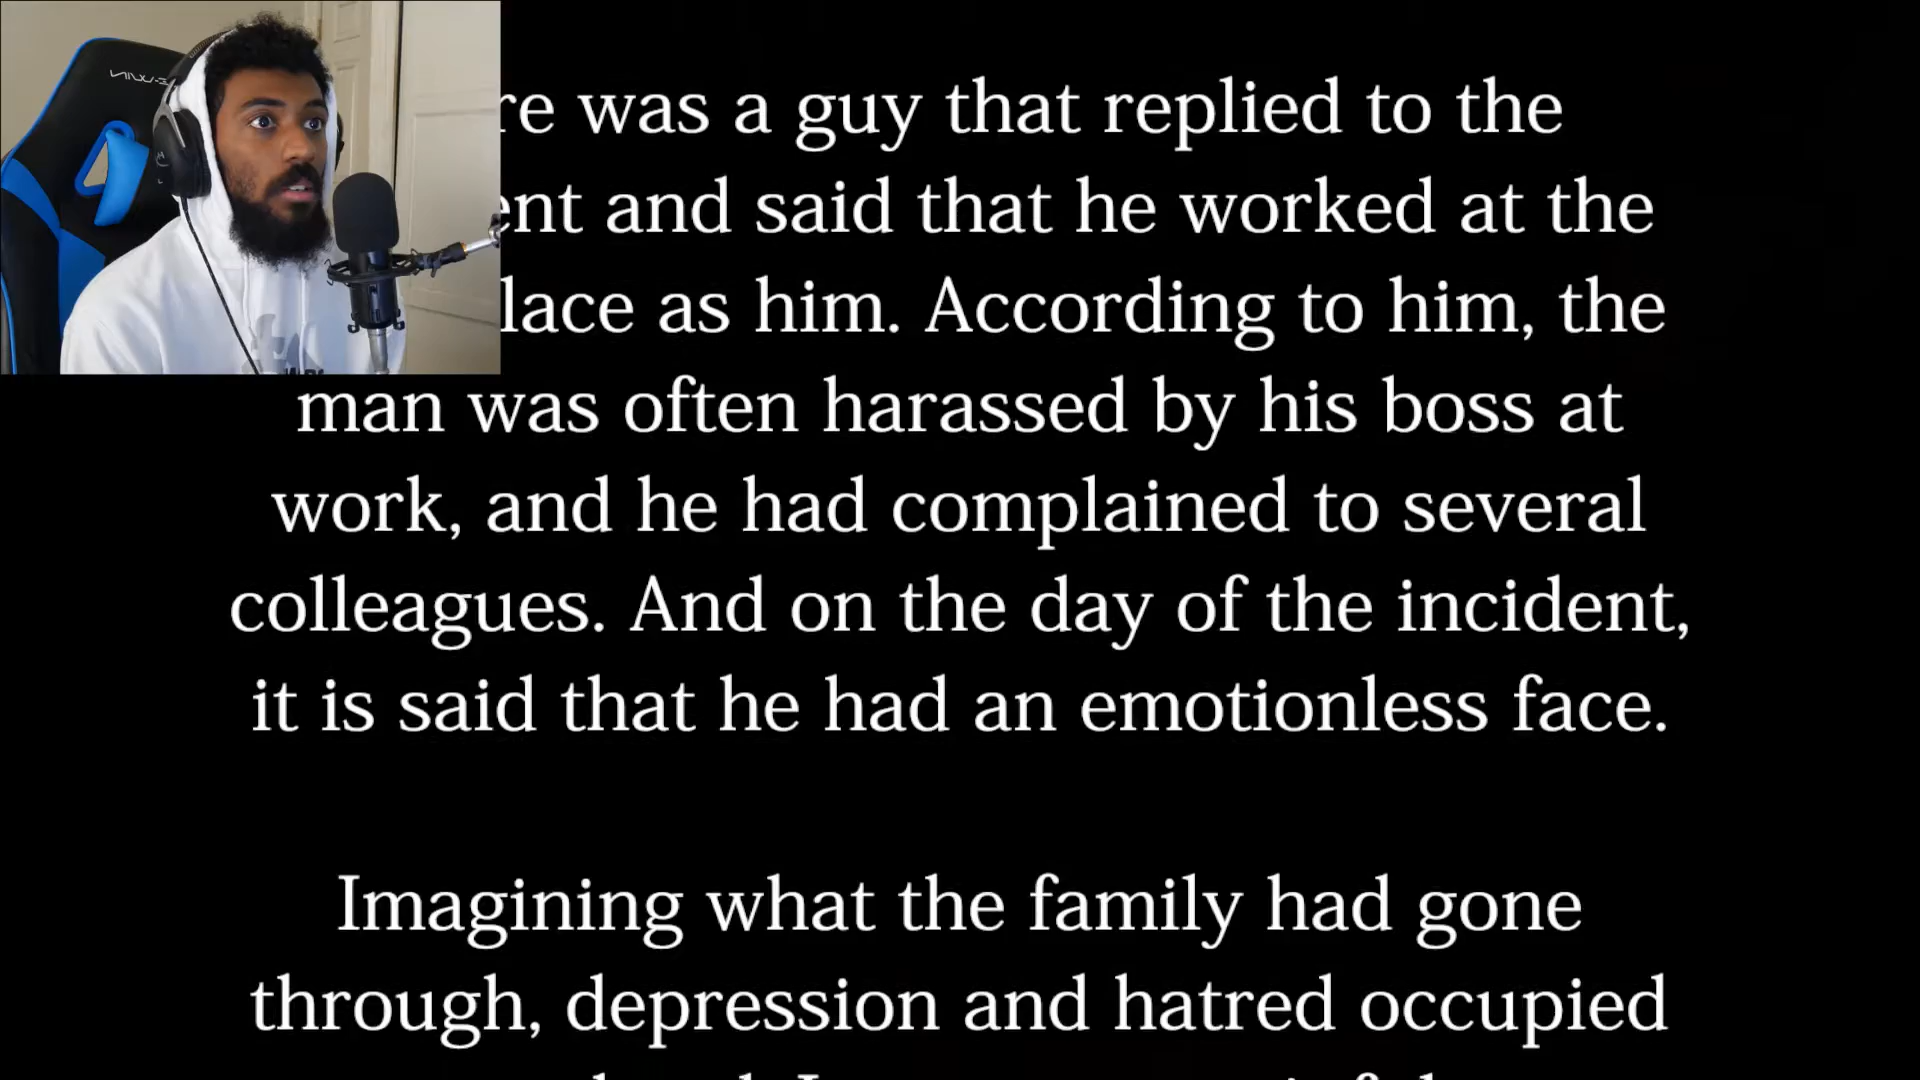 re was a guy that replied to the
ent and said that he worked at the
lace as him. According to him, the
man was often harassed by his boss at
work, and he had complained to several
colleagues. And on the day of the incident,
it is said that he had an emotionless face.
Imagining what the family had gone
through, depression and hatred occupied